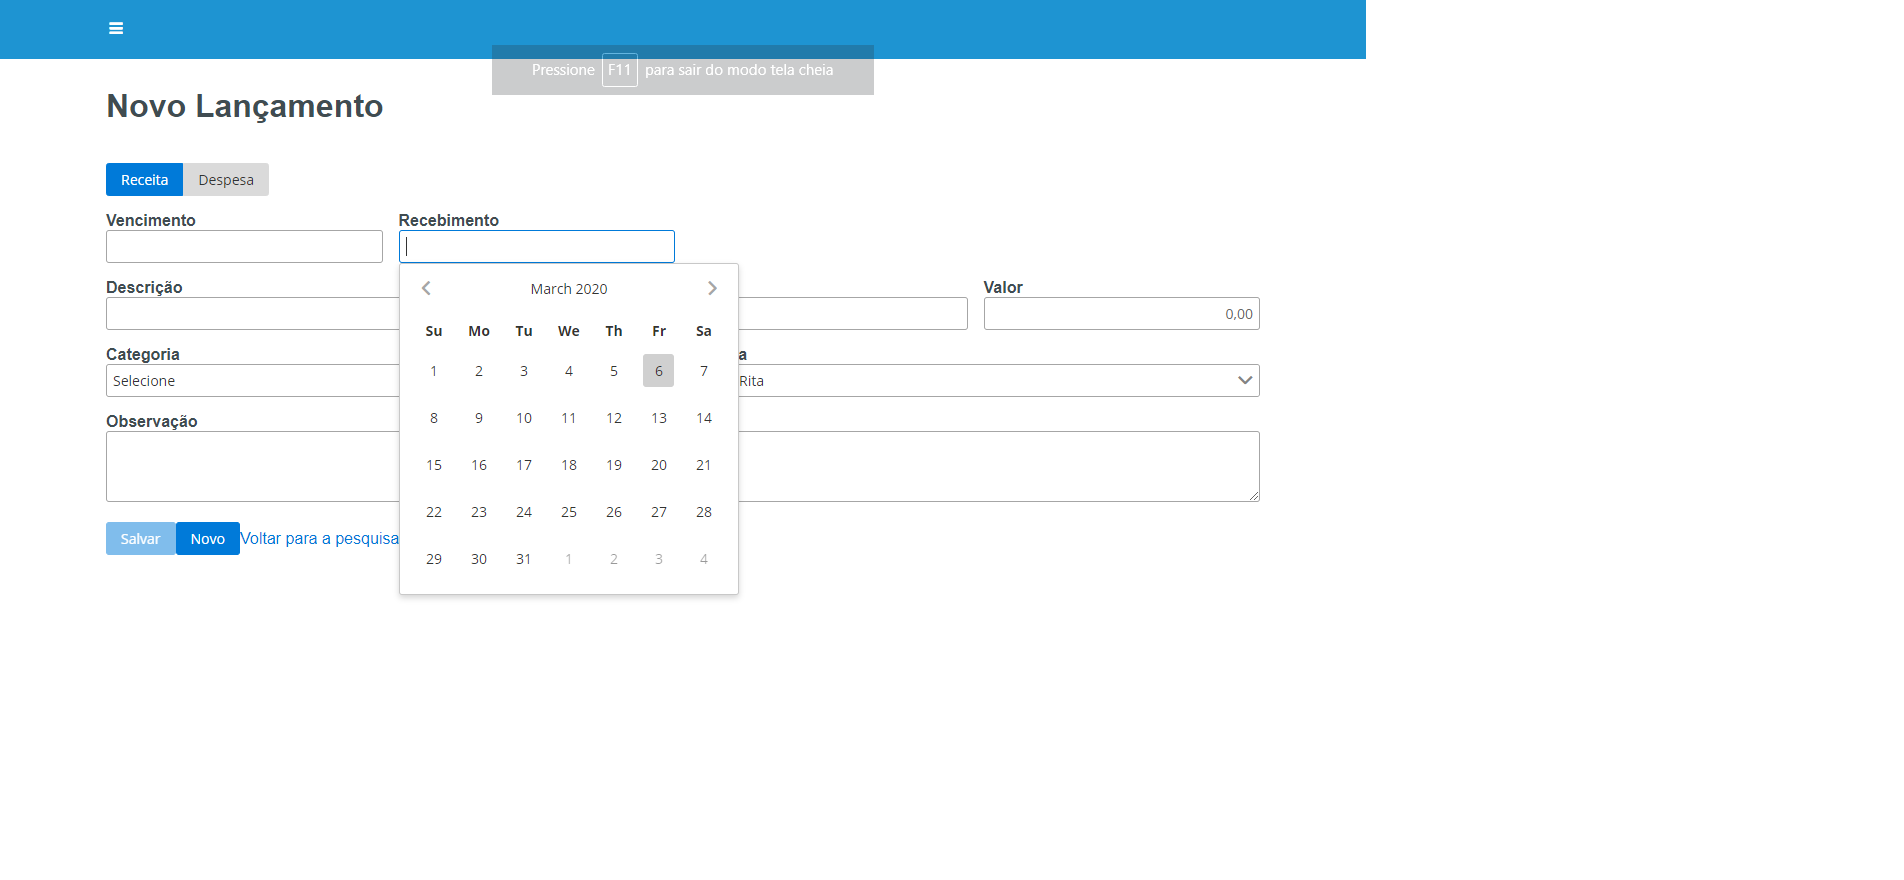 Pressione F11 para sair do modo tela cheia
Novo Lançamento
Receita Despesa
Vencimento Recebimento
March 2020
Descrição Valor
0,00
Su Mo Tu We Th Fr Sa
Categoria a
Selecione Rita
1 2 3 4 5 6 7
8 9 10 11 12 13 14
Observação
15 16 17 18 19 20 21
22 23 24 25 26 27 28
Salvar Novo Voltar para a pesquisa
29 30 31 1 2 3 4